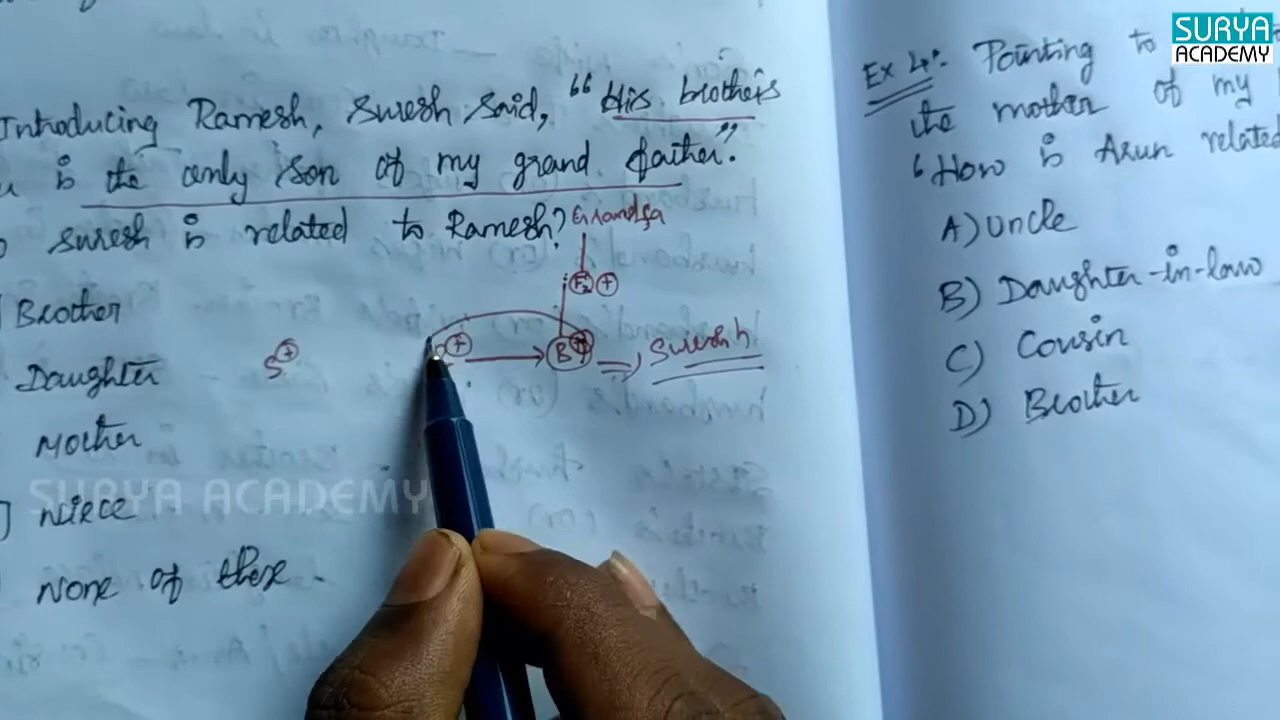 Introducing Ramesh, Suresh said, "His brother's
is the only son of my grand father".
Suresh is related to Ramesh?
Brother
Daughter
Mother
Niece
None of these.
Grandfa
F +
+
B +
Suresh
S +
Ex 4: Pointing to
the mother of my
"How is Arun related
A) Uncle
B) Daughter-in-law
C) Cousin
D) Brother
SURYA
ACADEMY
SURYA ACADEMY